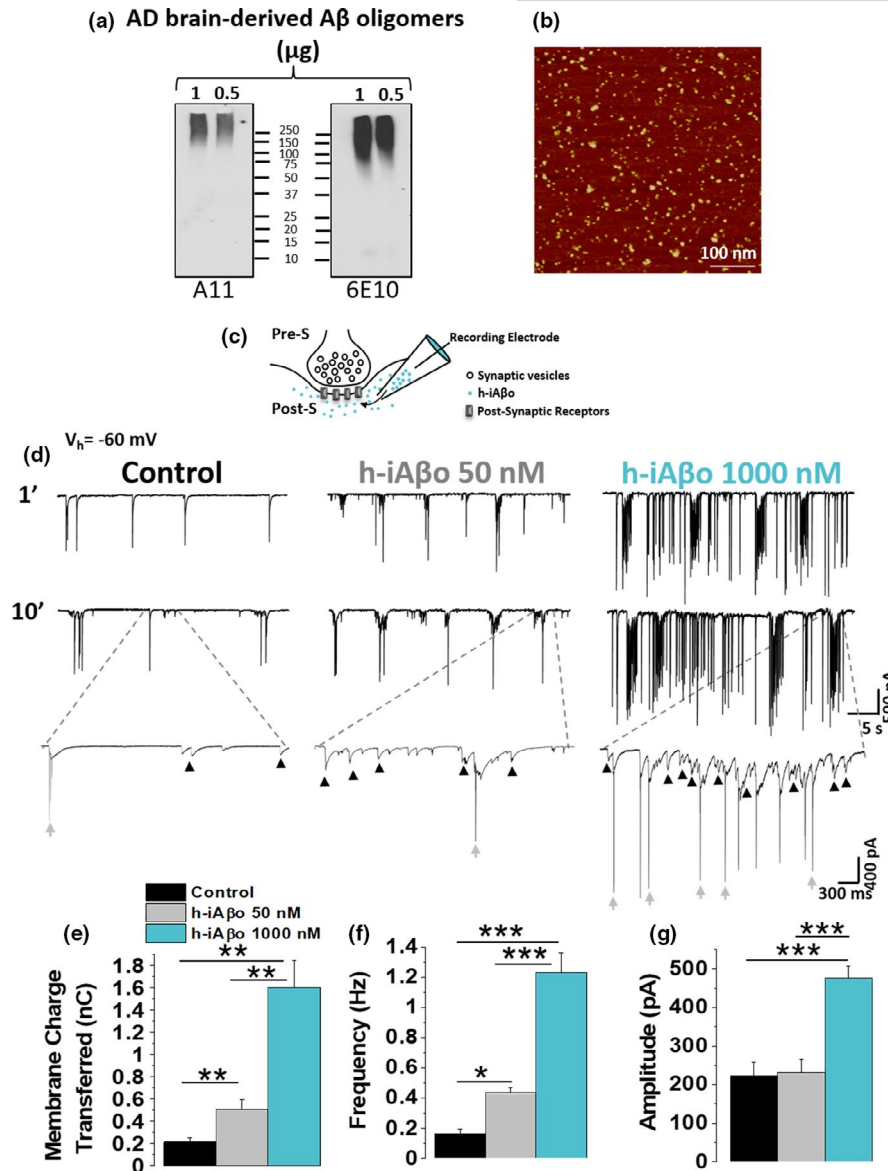 (a) AD brain-derived Aβ oligomers
(µg)
1 0.5 1 0.5
250
150
100
75
50
37
25
20
15
10
A11 6E10
(b)
100 nm
(c)
Pre-S
Post-S
Recording Electrode
Synaptic vesicles
h-iAβo
Post-Synaptic Receptors
(d)
Vh= -60 mV
Control h-iAβo 50 nM h-iAβo 1000 nM
1'
10'
500 pA
5 s
400 pA
300 ms
Control
h-iAβo 50 nM
h-iAβo 1000 nM
(e)
Membrane Charge
Transferred (nC)
1.8
1.6
1.4
1.2
1
0.8
0.6
0.4
0.2
0
**
**
**
(f)
Frequency (Hz)
1.4
1.2
1
0.8
0.6
0.4
0.2
0
***
***
*
(g)
Amplitude (pA)
500
400
300
200
100
0
***
***